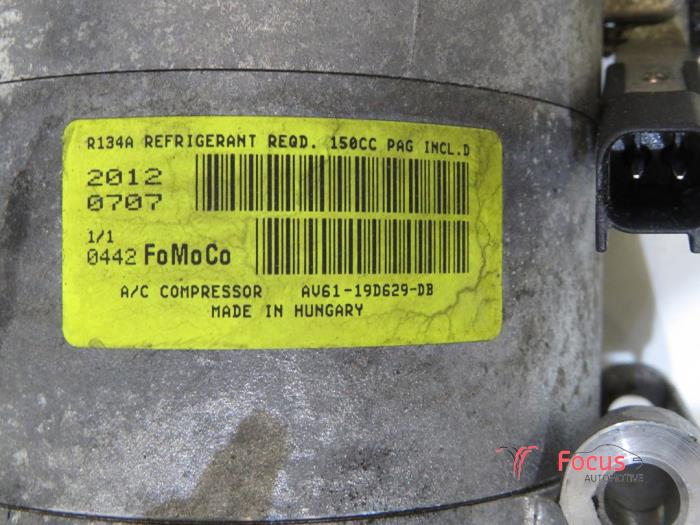 R134A REFRIGERANT REQD. 150CC PAG INCL.D
2012
0707
1/1
0442 FoMoCo
A/C COMPRESSOR AV61-19D629-DB
MADE IN HUNGARY
Focus
AUTOMOTIVE